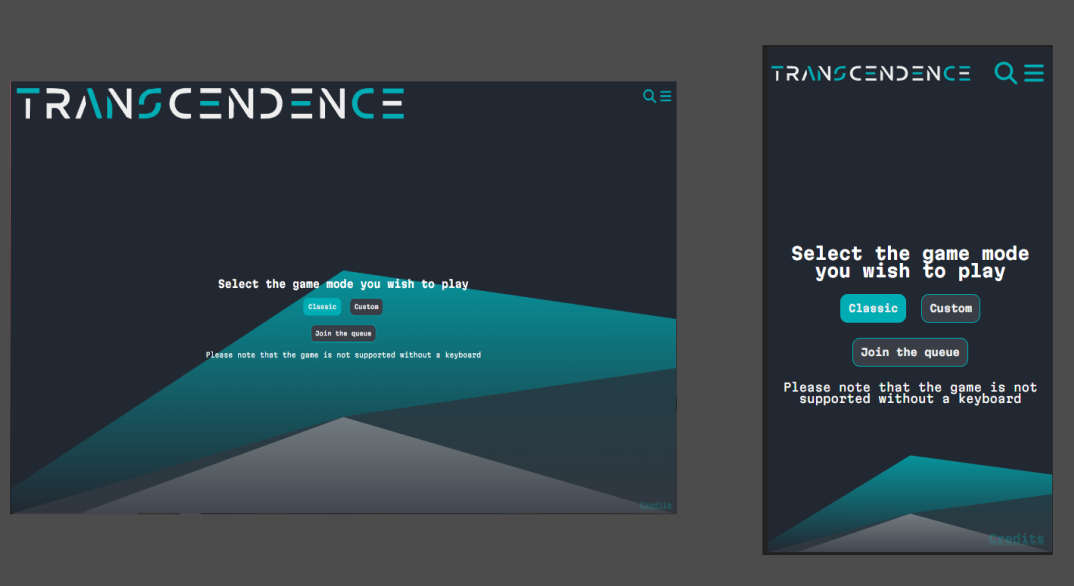 TRANSCENDENCE
Select the game mode you wish to play
Classic Custom
Join the queue
Please note that the game is not supported without a keyboard
Credits
TRANSCENDENCE
Select the game mode
you wish to play
Classic Custom
Join the queue
Please note that the game is not
supported without a keyboard
Credits